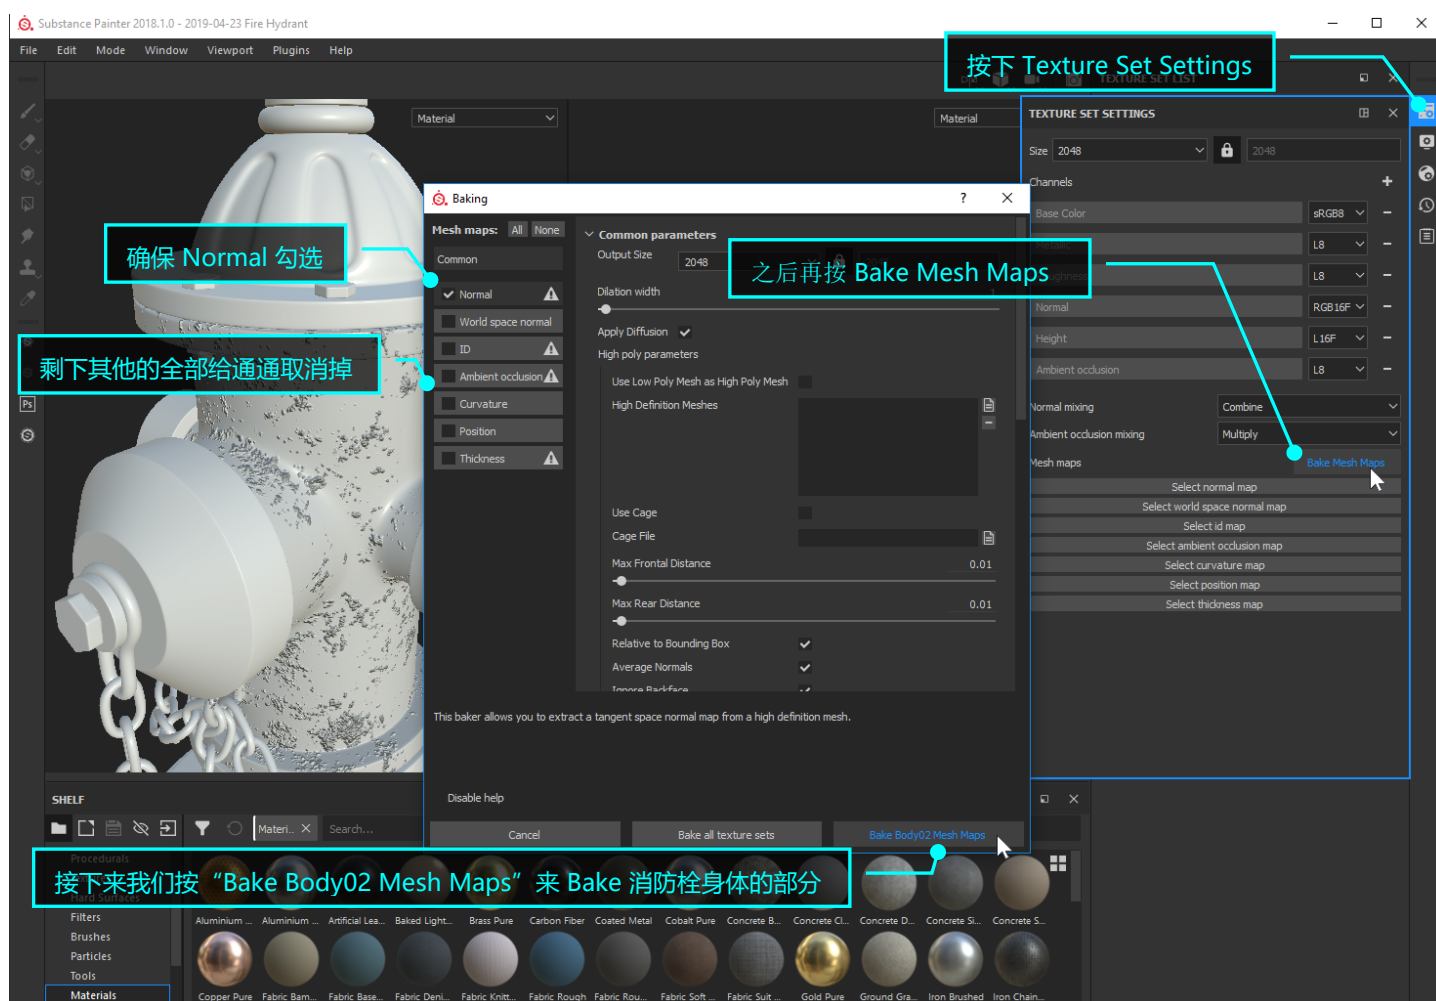 Substance Painter 2018.1.0 - 2019-04-23 Fire Hydrant
File Edit Mode Window Viewport Plugins Help
按下 Texture Set Settings
TEXTURE SET LIST
Material
Material
TEXTURE SET SETTINGS
Size 2048 2048
Channels
Base Color sRGB8
Metallic L8
Roughness L8
Normal RGB16F
Height L16F
Ambient occlusion L8
Normal mixing Combine
Ambient occlusion mixing Multiply
Mesh maps Bake Mesh Maps
Select normal map
Select world space normal map
Select id map
Select ambient occlusion map
Select curvature map
Select position map
Select thickness map
Baking
Mesh maps: All None
Common
Normal
World space normal
ID
Ambient occlusion
Curvature
Position
Thickness
确保 Normal 勾选
剩下其他的全部给通通取消掉
之后再按 Bake Mesh Maps
Common parameters
Output Size 2048
Dilation width 1
Apply Diffusion
High poly parameters
Use Low Poly Mesh as High Poly Mesh
High Definition Meshes
Use Cage
Cage File
Max Frontal Distance 0.01
Max Rear Distance 0.01
Relative to Bounding Box
Average Normals
Ignore Backface
This baker allows you to extract a tangent space normal map from a high definition mesh.
Disable help
Cancel Bake all texture sets Bake Body02 Mesh Maps
接下来我们按“Bake Body02 Mesh Maps”来 Bake 消防栓身体的部分
Ps
SHELF
Materi... Search...
Procedurals
Hard Surfaces
Filters
Brushes
Particles
Tools
Materials
Aluminium ... Aluminium ... Artificial Lea... Baked Light... Brass Pure Carbon Fiber Coated Metal Cobalt Pure Concrete B... Concrete Cl... Concrete D... Concrete Si... Concrete S...
Copper Pure Fabric Bam... Fabric Base... Fabric Deni... Fabric Knitt... Fabric Rough Fabric Rou... Fabric Soft ... Fabric Suit ... Gold Pure Ground Gra... Iron Brushed Iron Chain...